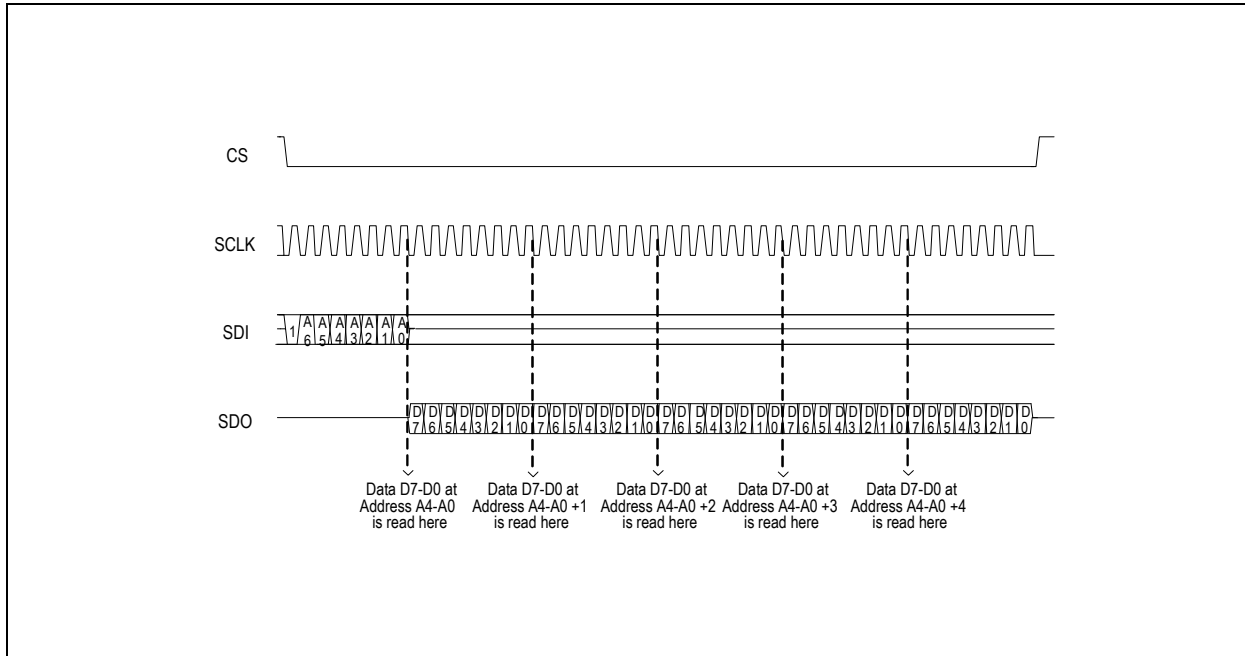 CS
SCLK
SDI
1 A6 A5 A4 A3 A2 A1 A0
SDO
D7 D6 D5 D4 D3 D2 D1 D0 D7 D6 D5 D4 D3 D2 D1 D0 D7 D6 D5 D4 D3 D2 D1 D0 D7 D6 D5 D4 D3 D2 D1 D0 D7 D6 D5 D4 D3 D2 D1 D0
Data D7-D0 at
Address A4-A0
is read here
Data D7-D0 at
Address A4-A0 +1
is read here
Data D7-D0 at
Address A4-A0 +2
is read here
Data D7-D0 at
Address A4-A0 +3
is read here
Data D7-D0 at
Address A4-A0 +4
is read here